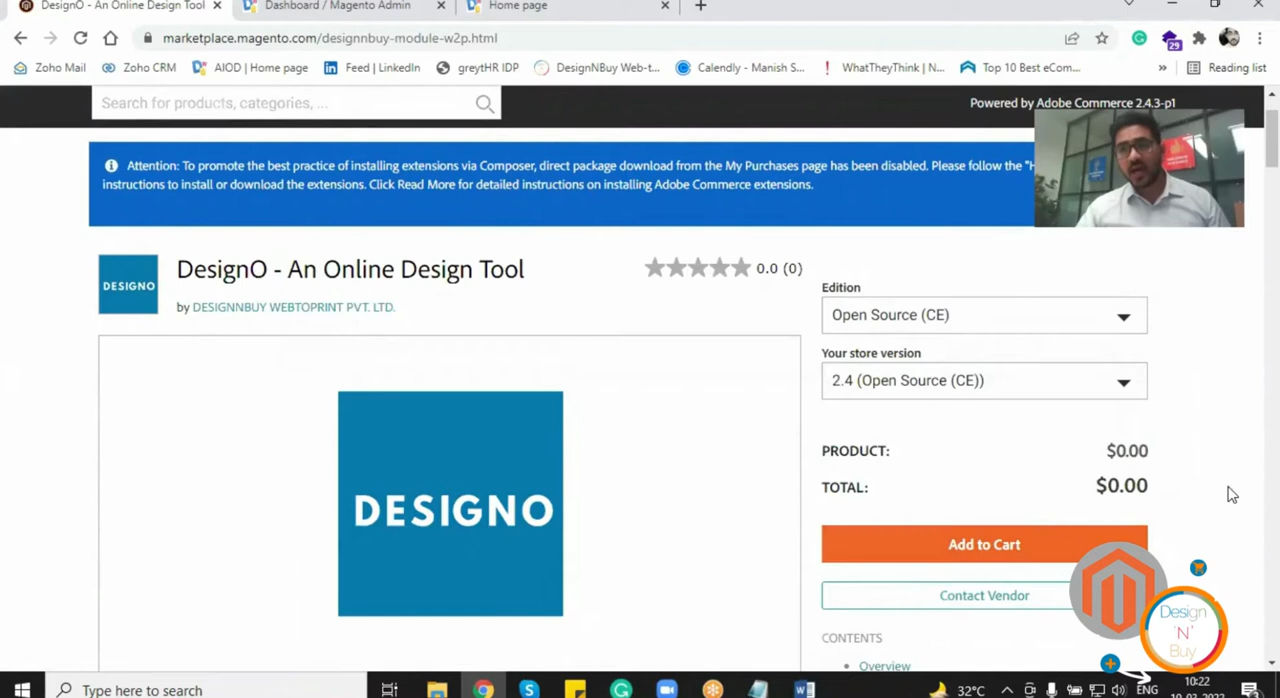 DesignO - An Online Design Tool
Dashboard / Magento Admin
Home page
marketplace.magento.com/designnbuy-module-w2p.html
29
Zoho Mail
Zoho CRM
AIOD | Home page
Feed | LinkedIn
greytHR IDP
DesignNBuy Web-t...
Calendly - Manish S...
WhatTheyThink | N...
Top 10 Best eCom...
»
Reading list
Search for products, categories, ...
Powered by Adobe Commerce 2.4.3-p1
Attention: To promote the best practice of installing extensions via Composer, direct package download from the My Purchases page has been disabled. Please follow the "H
instructions to install or download the extensions. Click Read More for detailed instructions on installing Adobe Commerce extensions.
DESIGNO
DesignO - An Online Design Tool
0.0 (0)
by DESIGNNBUY WEBTOPRINT PVT. LTD.
Edition
Open Source (CE)
Your store version
2.4 (Open Source (CE))
DESIGNO
PRODUCT: $0.00
TOTAL: $0.00
Add to Cart
Contact Vendor
CONTENTS
Overview
Design
'N'
Buy
Type here to search
32°C
ENG
10:22